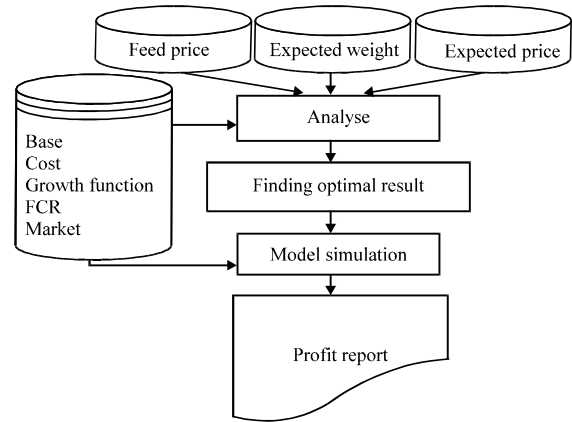 Feed price
Expected weight
Expected price
Analyse
Base
Cost
Growth function
FCR
Market
Finding optimal result
Model simulation
Profit report